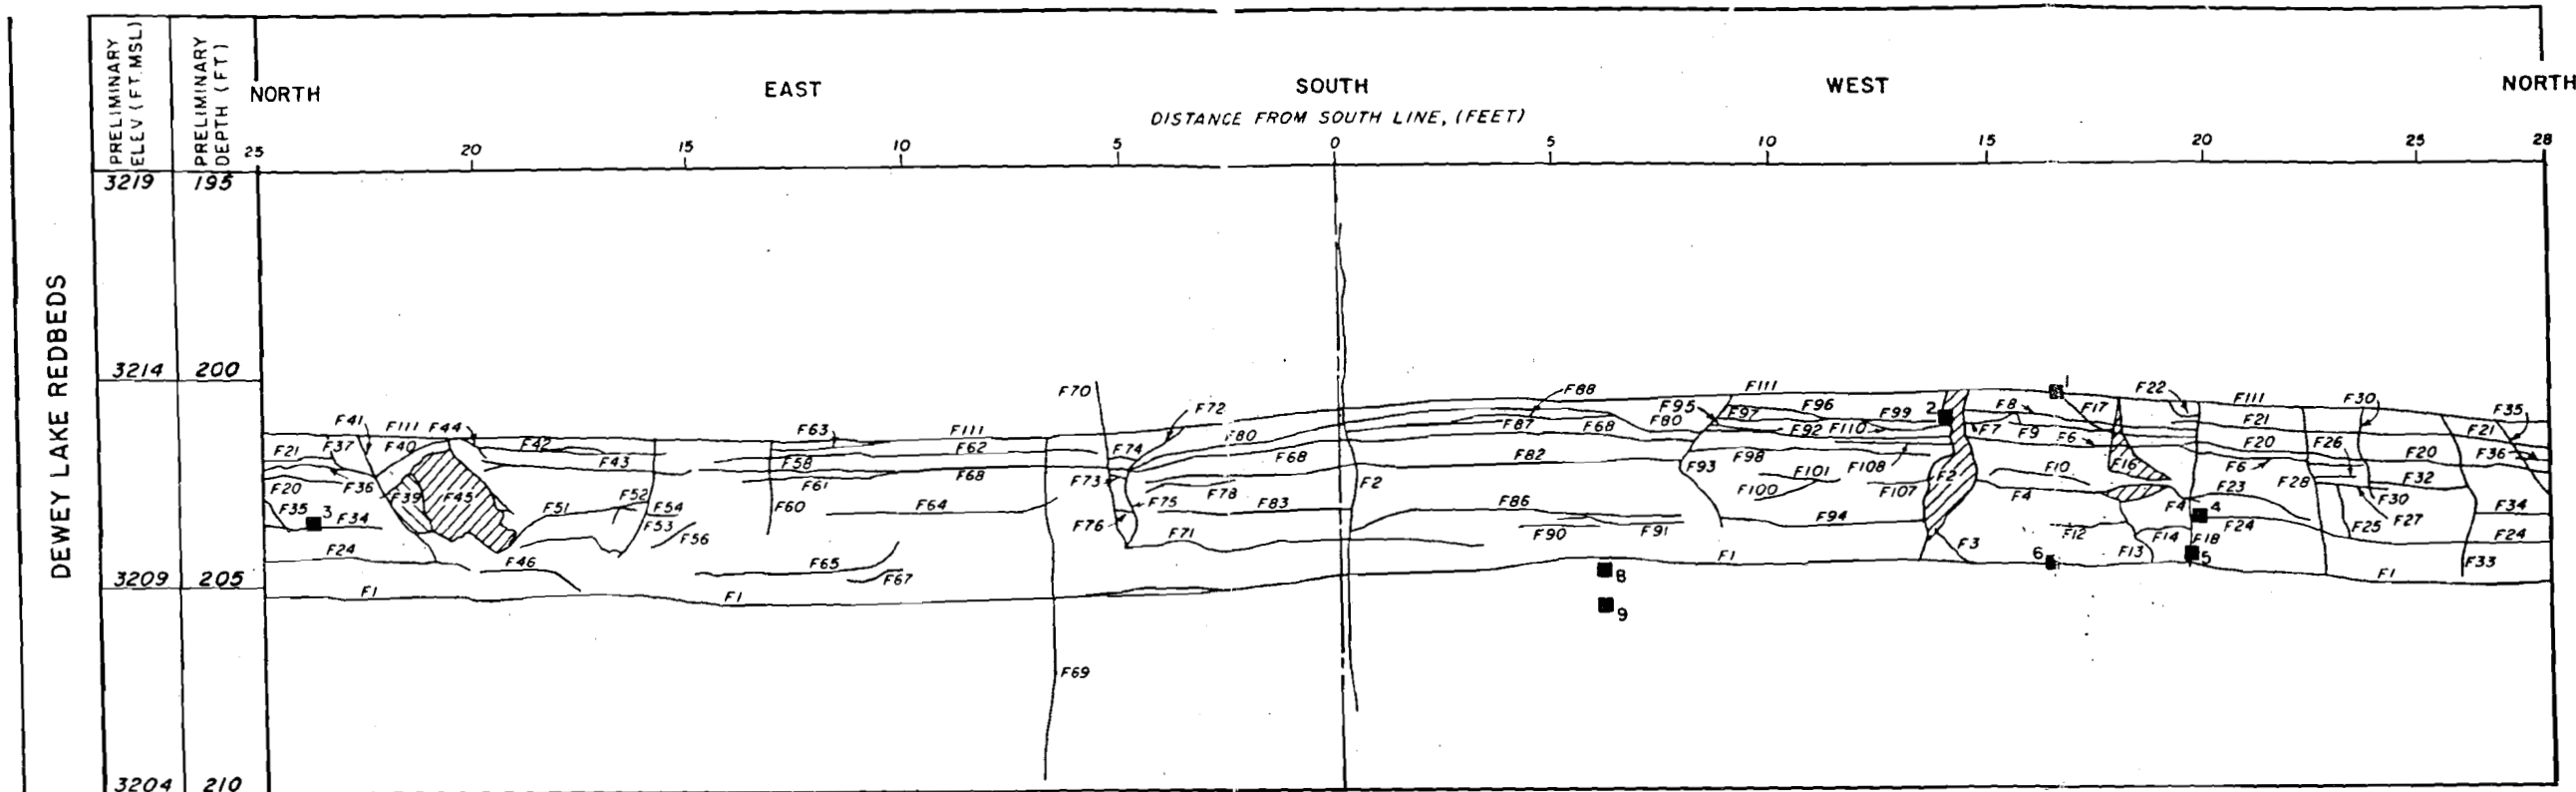 PRELIMINARY
ELEV (FT.MSL)
PRELIMINARY
DEPTH (FT)
NORTH
EAST
SOUTH
WEST
NORTH
DISTANCE FROM SOUTH LINE, (FEET)
25 20 15 10 5 0 5 10 15 20 25 28
3219 195
DEWEY LAKE REDBEDS
3214 200
F70 F88 F111 1 F22 F111 F30 F35
F41 F111 F44 F63 F111 F72 F95 F97 F96 F99 2 F8 F17 F21 F21
F37 F40 F42 F62 F74 F80 F87 F68 F80 F92 F110 F7 F9 F6 F20 F26 F20 F36
F21 F43 F58 F68 F68 F82 F98 F108 F6
F36 F39 F45 F61 F73 F78 F93 F101 F2 F10 F16 F28 F32
F20 F52 F54 F60 F64 F75 F83 F2 F86 F100 F107 F4 F23 F30
F35 3 F34 F51 F53 F76 F94 F4 4 F24 F25 F27 F34
F56 F71 F90 F91 F12 F14 F18 F24
F24 F46 F65 F67 F1 F3 6 F13 5 F33 F1
3209 205
F1 F1 8
9
F69
3204 210